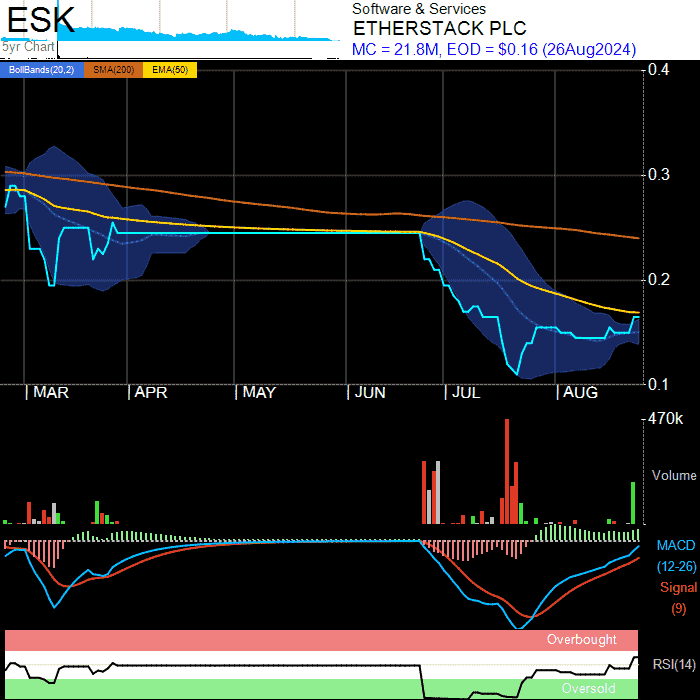 ESK
Software & Services
ETHERSTACK PLC
MC = 21.8M, EOD = $0.16 (26Aug2024)
5yr Chart
BollBands(20,2) SMA(200) EMA(50)
0.4
0.3
0.2
0.1
MAR APR MAY JUN JUL AUG
470k
Volume
MACD
(12-26)
Signal
(9)
Overbought
RSI(14)
Oversold